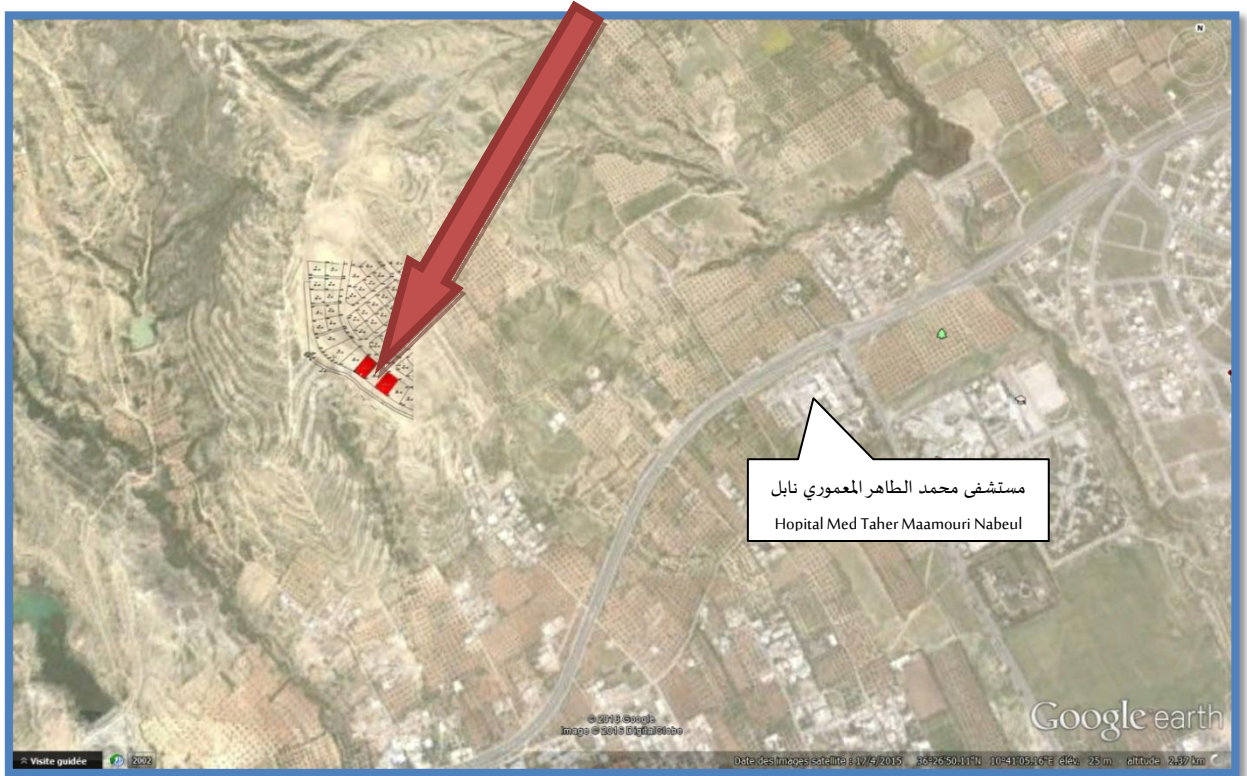 N
مستشفى محمد الطاهر المعموري نابل
Hopital Med Taher Maamouri Nabeul
© 2016 Google
Image © 2016 DigitalGlobe
Google earth
Visite guidée
2002
Date des images satellite : 17/4/2015 36°26'50.11"N 10°41'05.16"E élév. 25 m altitude 2.37 km